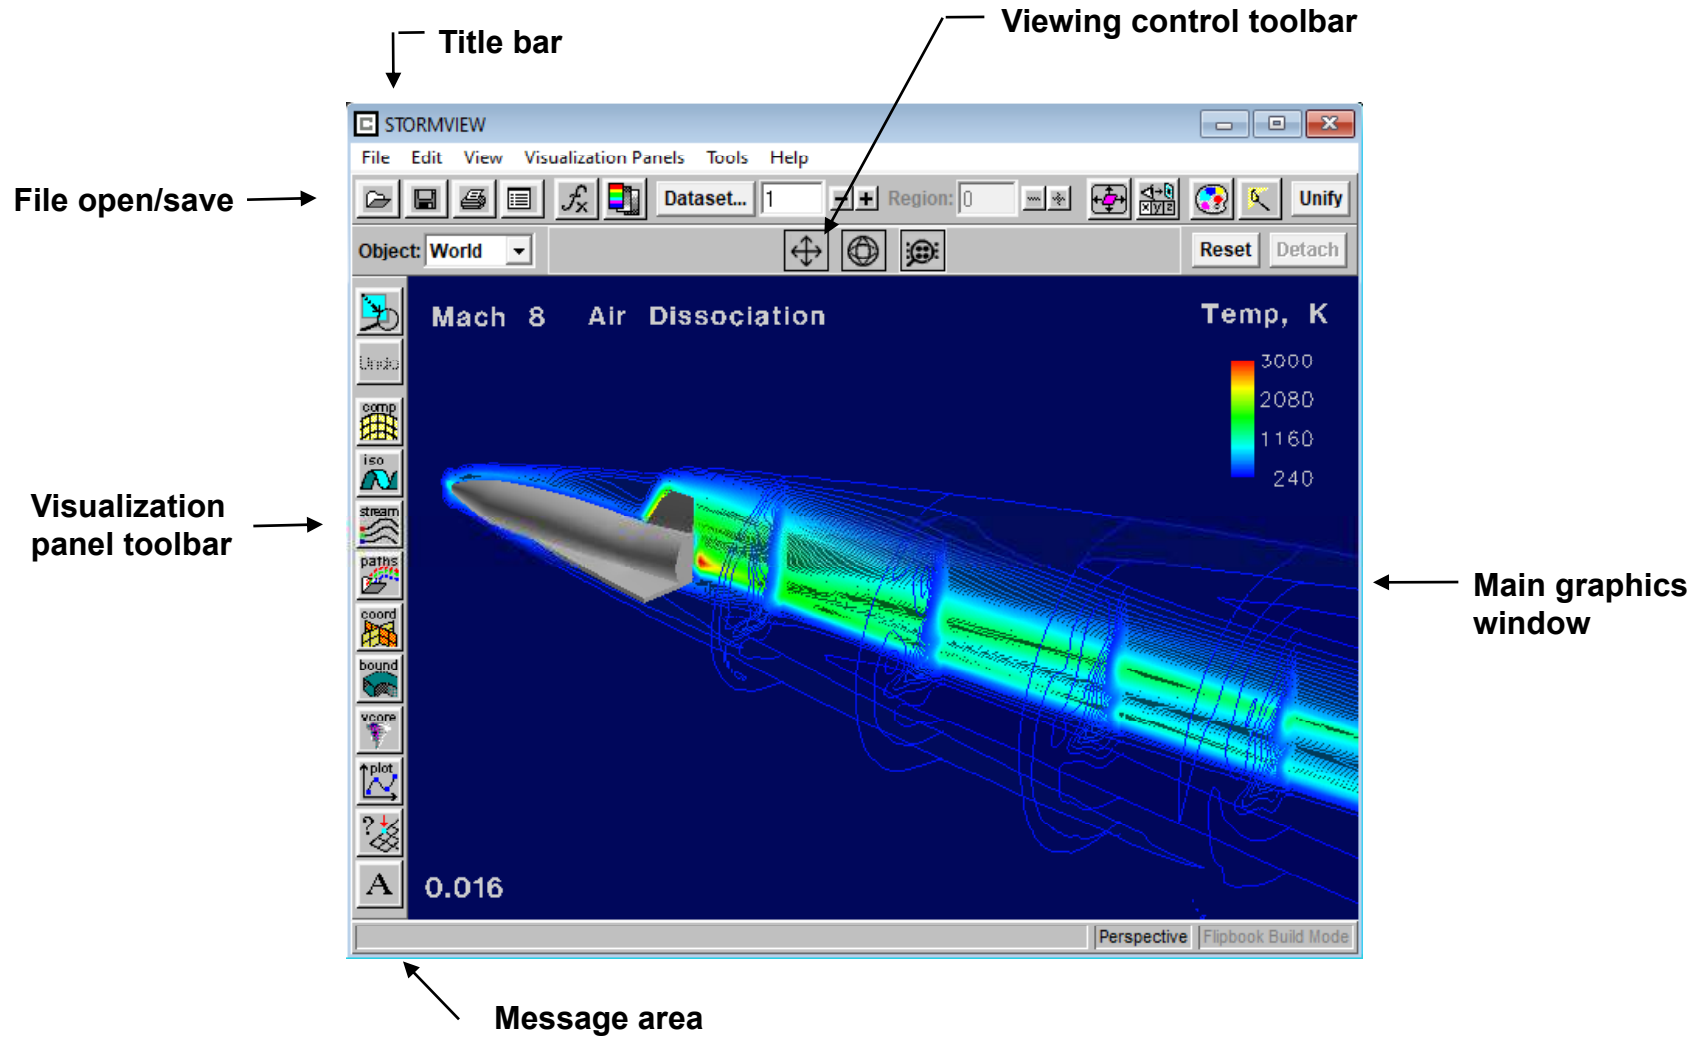 Viewing control toolbar
Title bar
STORMVIEW
File Edit View Visualization Panels Tools Help
File open/save
fx Dataset... 1 Region: 0 x y z Unify
Object: World Reset Detach
Mach 8 Air Dissociation
Temp, K
Undo
3000
2080
1160
240
comp
iso
stream
paths
coord
bound
vcore
plot
?
A
Visualization
panel toolbar
Main graphics
window
0.016
Perspective Flipbook Build Mode
Message area